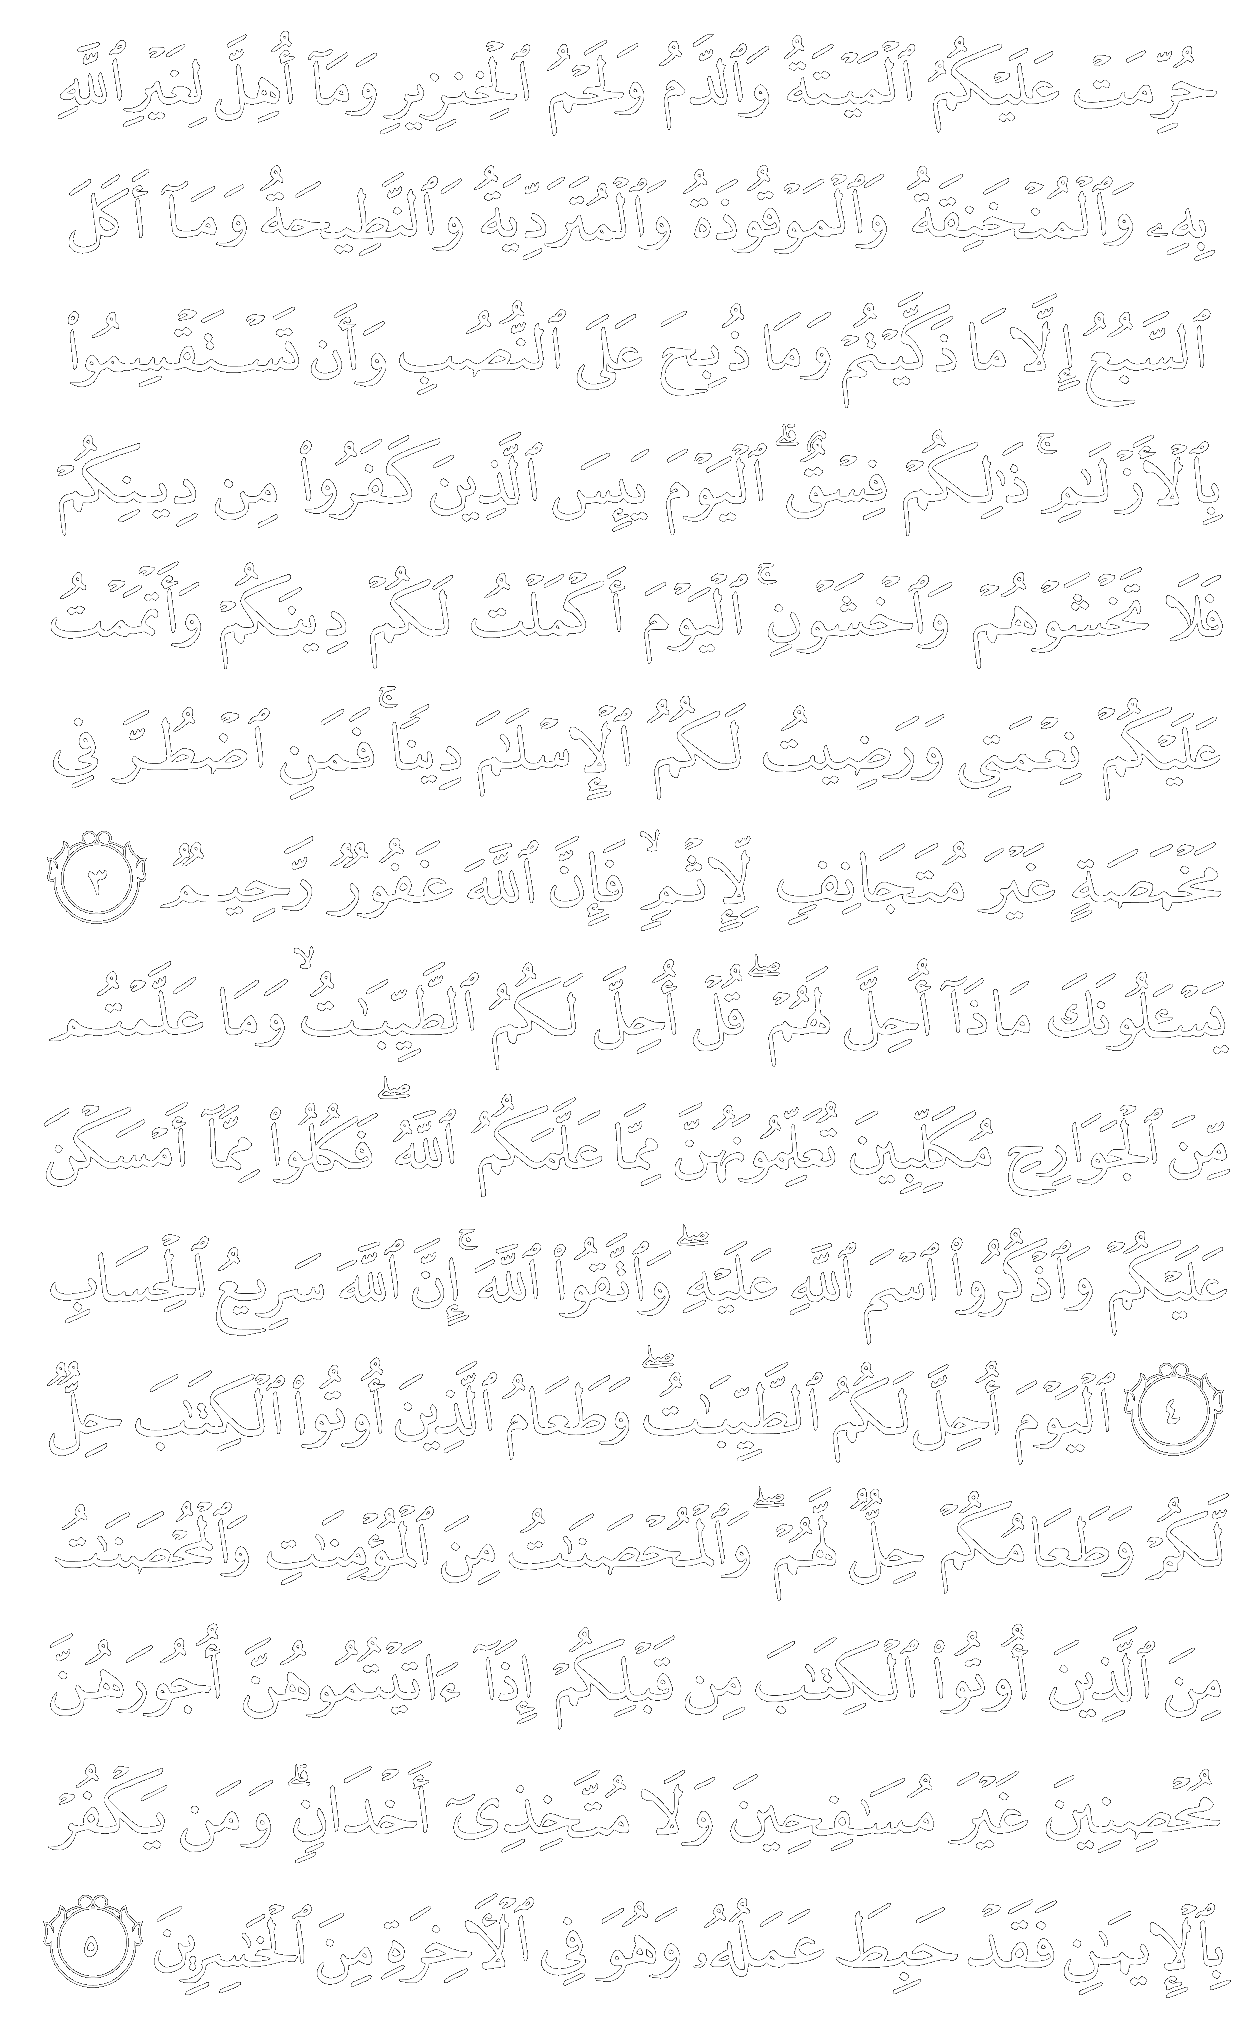 حُرِّمَتْ عَلَيْكُمُ ٱلْمَيْتَةُ وَٱلدَّمُ وَلَحْمُ ٱلْخِنزِيرِ وَمَآ أُهِلَّ لِغَيْرِ ٱللَّهِ
بِهِۦ وَٱلْمُنْخَنِقَةُ وَٱلْمَوْقُوذَةُ وَٱلْمُتَرَدِّيَةُ وَٱلنَّطِيحَةُ وَمَآ أَكَلَ
ٱلسَّبُعُ إِلَّا مَا ذَكَّيْتُمْ وَمَا ذُبِحَ عَلَى ٱلنُّصُبِ وَأَن تَسْتَقْسِمُوا۟
بِٱلْأَزْلَـٰمِ ۚ ذَٰلِكُمْ فِسْقٌ ۗ ٱلْيَوْمَ يَئِسَ ٱلَّذِينَ كَفَرُوا۟ مِن دِينِكُمْ
فَلَا تَخْشَوْهُمْ وَٱخْشَوْنِ ۚ ٱلْيَوْمَ أَكْمَلْتُ لَكُمْ دِينَكُمْ وَأَتْمَمْتُ
عَلَيْكُمْ نِعْمَتِى وَرَضِيتُ لَكُمُ ٱلْإِسْلَـٰمَ دِينًا ۚ فَمَنِ ٱضْطُرَّ فِى
مَخْمَصَةٍ غَيْرَ مُتَجَانِفٍ لِّإِثْمٍ ۙ فَإِنَّ ٱللَّهَ غَفُورٌ رَّحِيمٌ ٣
يَسْـَٔلُونَكَ مَاذَآ أُحِلَّ لَهُمْ ۖ قُلْ أُحِلَّ لَكُمُ ٱلطَّيِّبَـٰتُ ۙ وَمَا عَلَّمْتُم
مِّنَ ٱلْجَوَارِحِ مُكَلِّبِينَ تُعَلِّمُونَهُنَّ مِمَّا عَلَّمَكُمُ ٱللَّهُ ۖ فَكُلُوا۟ مِمَّآ أَمْسَكْنَ
عَلَيْكُمْ وَٱذْكُرُوا۟ ٱسْمَ ٱللَّهِ عَلَيْهِ ۖ وَٱتَّقُوا۟ ٱللَّهَ ۚ إِنَّ ٱللَّهَ سَرِيعُ ٱلْحِسَابِ
٤ ٱلْيَوْمَ أُحِلَّ لَكُمُ ٱلطَّيِّبَـٰتُ ۖ وَطَعَامُ ٱلَّذِينَ أُوتُوا۟ ٱلْكِتَـٰبَ حِلٌّ
لَّكُمْ وَطَعَامُكُمْ حِلٌّ لَّهُمْ ۖ وَٱلْمُحْصَنَـٰتُ مِنَ ٱلْمُؤْمِنَـٰتِ وَٱلْمُحْصَنَـٰتُ
مِنَ ٱلَّذِينَ أُوتُوا۟ ٱلْكِتَـٰبَ مِن قَبْلِكُمْ إِذَآ ءَاتَيْتُمُوهُنَّ أُجُورَهُنَّ
مُحْصِنِينَ غَيْرَ مُسَـٰفِحِينَ وَلَا مُتَّخِذِىٓ أَخْدَانٍ ۗ وَمَن يَكْفُرْ
بِٱلْإِيمَـٰنِ فَقَدْ حَبِطَ عَمَلُهُۥ وَهُوَ فِى ٱلْـَٔاخِرَةِ مِنَ ٱلْخَـٰسِرِينَ ٥